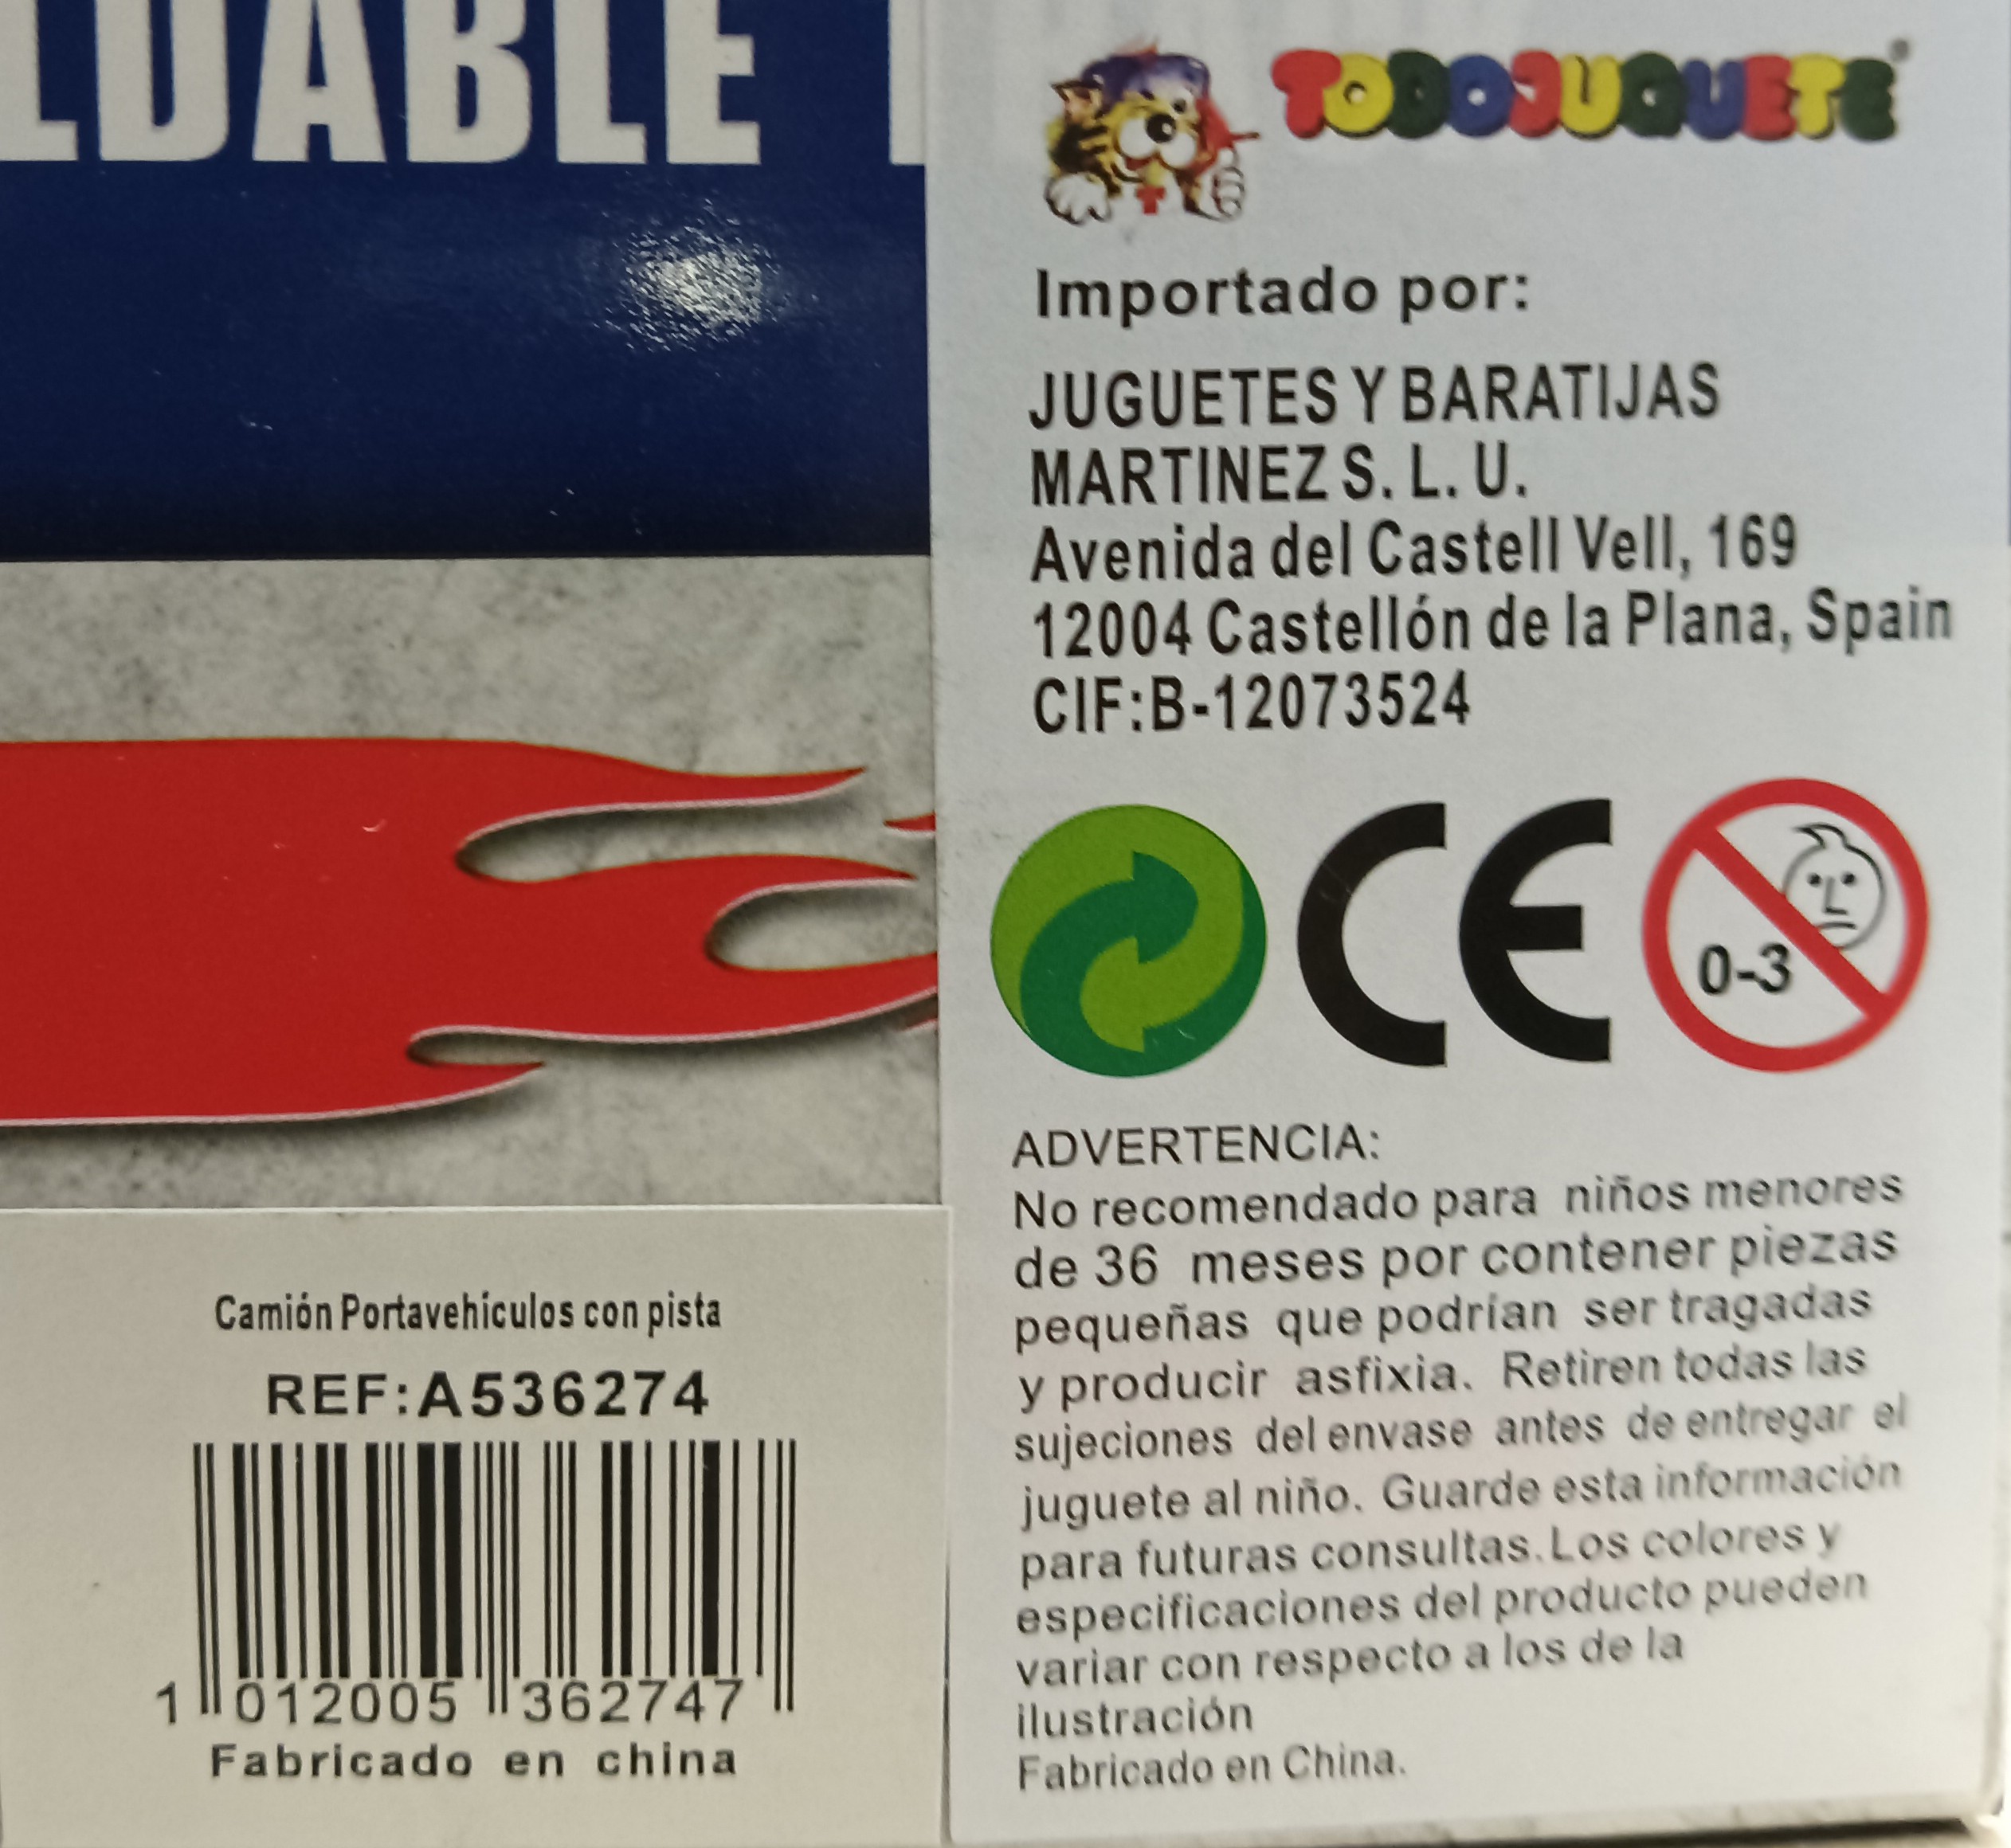 LDABLE
TODOJUGUETE
Importado por:
JUGUETES Y BARATIJAS
MARTINEZ S. L. U.
Avenida del Castell Vell, 169
12004 Castellón de la Plana, Spain
CIF:B-12073524
CE
0-3
ADVERTENCIA:
No recomendado para niños menores
de 36 meses por contener piezas
pequeñas que podrían ser tragadas
y producir asfixia. Retiren todas las
sujeciones del envase antes de entregar el
juguete al niño. Guarde esta información
para futuras consultas. Los colores y
especificaciones del producto pueden
variar con respecto a los de la
ilustración
Fabricado en China.
Camión Portavehículos con pista
REF:A536274
1 012005 362747
Fabricado en china